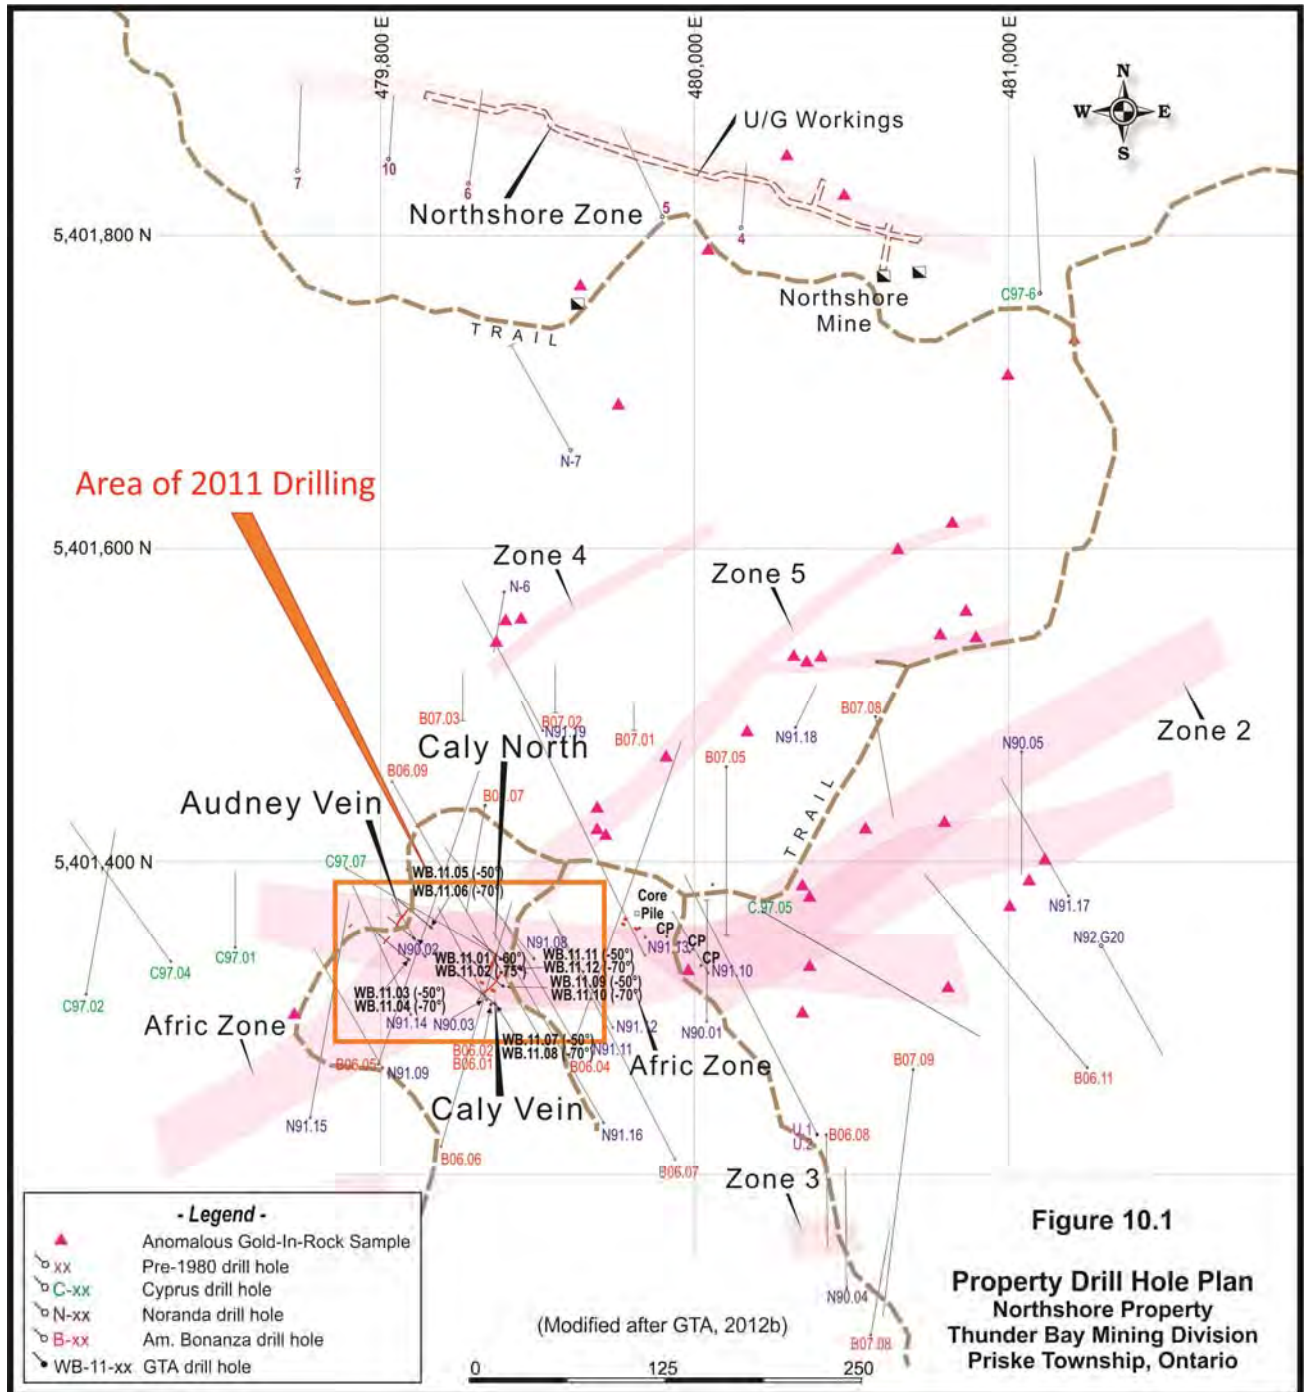 479,800 E
480,000 E
481,000 E
N
W
E
S
U/G Workings
7
10
6
Northshore Zone
5
4
5,401,800 N
C97-6
Northshore
Mine
TRAIL
N-7
Area of 2011 Drilling
5,401,600 N
Zone 4
N-6
Zone 5
B07.03
B07.02
N91.19
B07.01
N91.18
B07.08
Zone 2
N90.05
Caly North
B07.05
B06.09
Audney Vein
TRAIL
5,401,400 N
C97.07
WB.11.05 (-50°)
WB.11.06 (-70°)
Core
Pile
C.97.05
N91.17
CP
N92.G20
N90.02
N91.08
N91.13
CP
C97.01
WB.11.01 (-60°)
WB.11.02 (-75°)
WB.11.11 (-50°)
WB.11.12 (-70°)
N91.10
C97.04
WB.11.09 (-50°)
WB.11.10 (-70°)
WB.11.03 (-50°)
WB.11.04 (-70°)
C97.02
Afric Zone
N91.14
N90.03
N91.12
N90.01
WB.11.07 (-50°)
WB.11.08 (-70°)
B06.02
B06.01
N91.11
B06.05
N91.09
B06.04
Afric Zone
B07.09
B06.11
Caly Vein
N91.15
N91.16
U.1
U.2
B06.08
B06.06
B06.07
Zone 3
- Legend -
Anomalous Gold-In-Rock Sample
xx Pre-1980 drill hole
C-xx Cyprus drill hole
N-xx Noranda drill hole
B-xx Am. Bonanza drill hole
WB-11-xx GTA drill hole
N90.04
B07.08
(Modified after GTA, 2012b)
0 125 250
Figure 10.1
Property Drill Hole Plan
Northshore Property
Thunder Bay Mining Division
Priske Township, Ontario